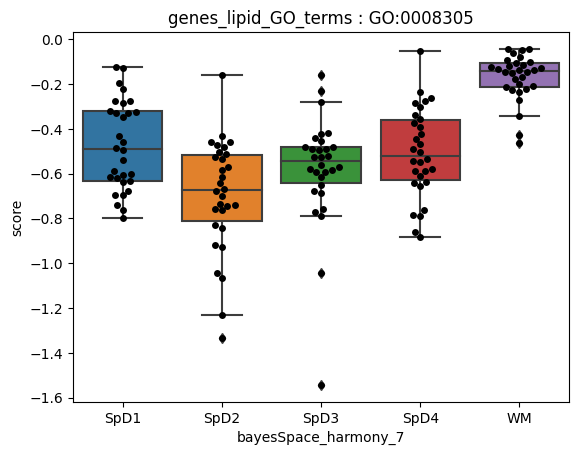 genes_lipid_GO_terms : GO:0008305
0.0
−0.2
−0.4
−0.6
−0.8
−1.0
−1.2
−1.4
−1.6
score
SpD1 SpD2 SpD3 SpD4 WM
bayesSpace_harmony_7